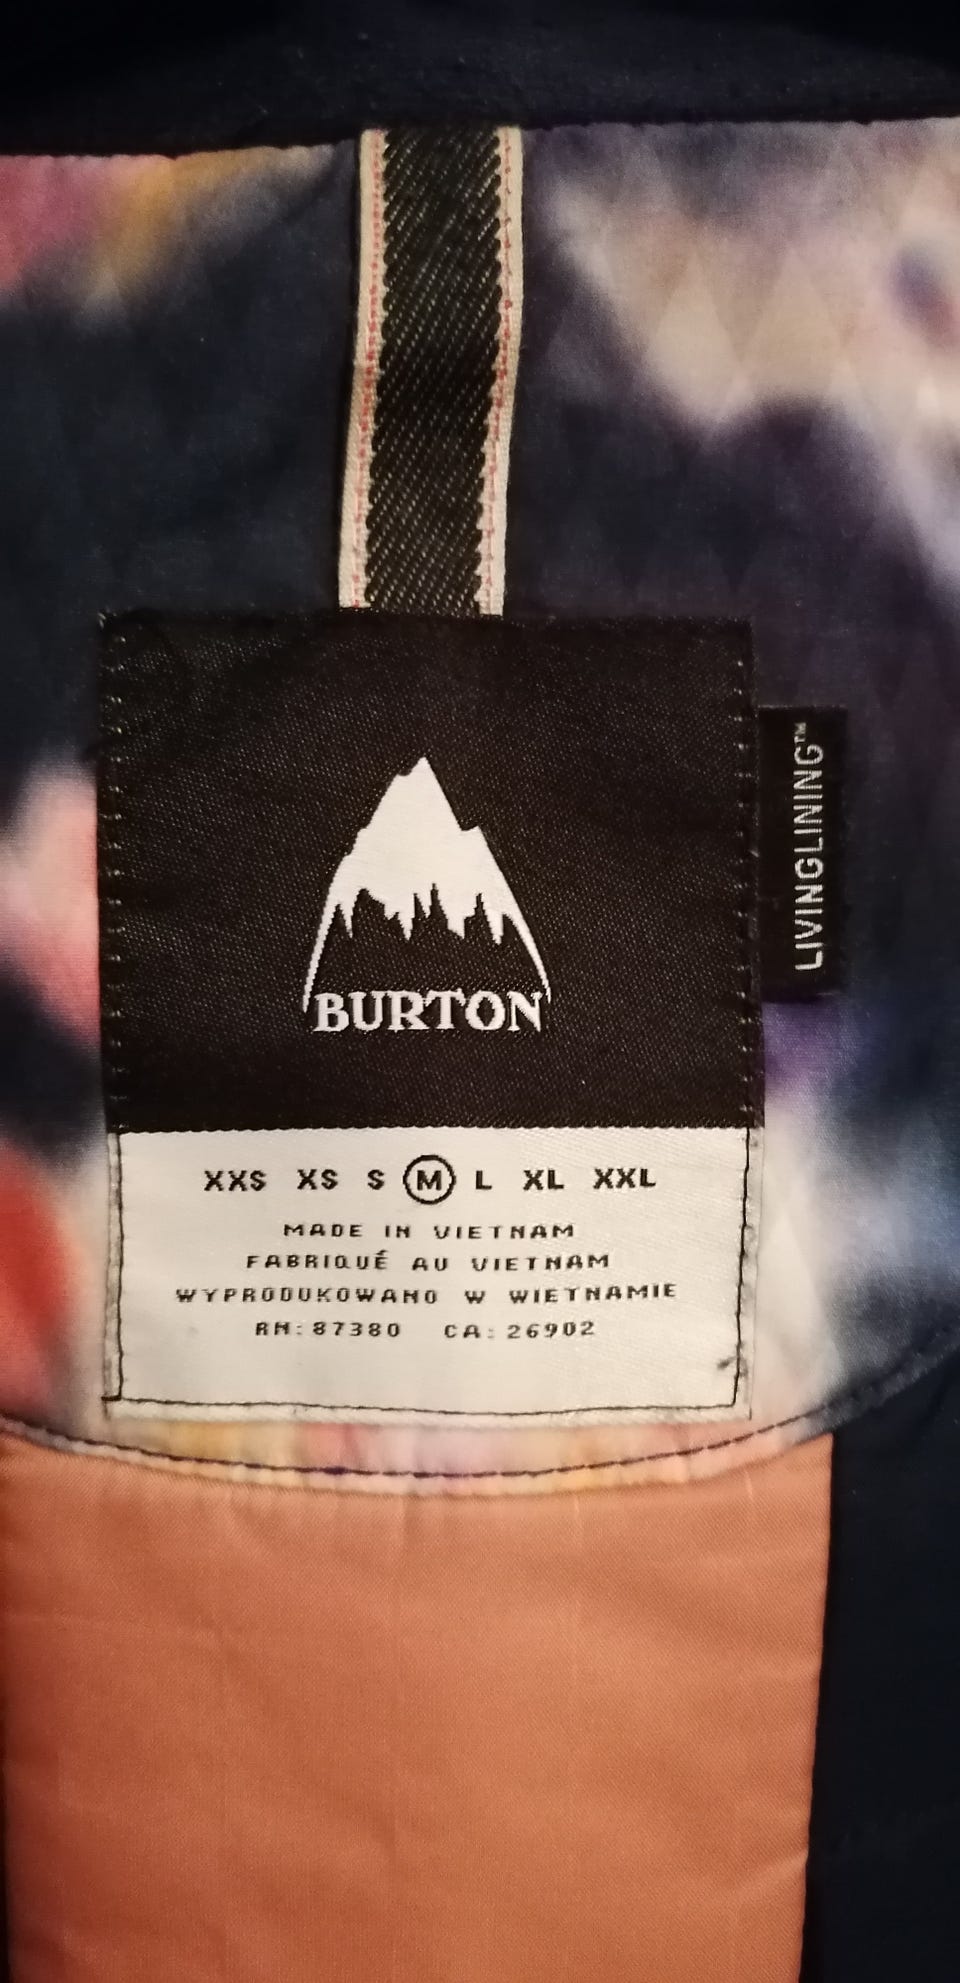 BURTON
LIVINGLINING™
XXS XS S M L XL XXL
MADE IN VIETNAM
FABRIQUÉ AU VIETNAM
WYPRODUKOWANO W WIETNAMIE
RN: 87380 CA: 26902